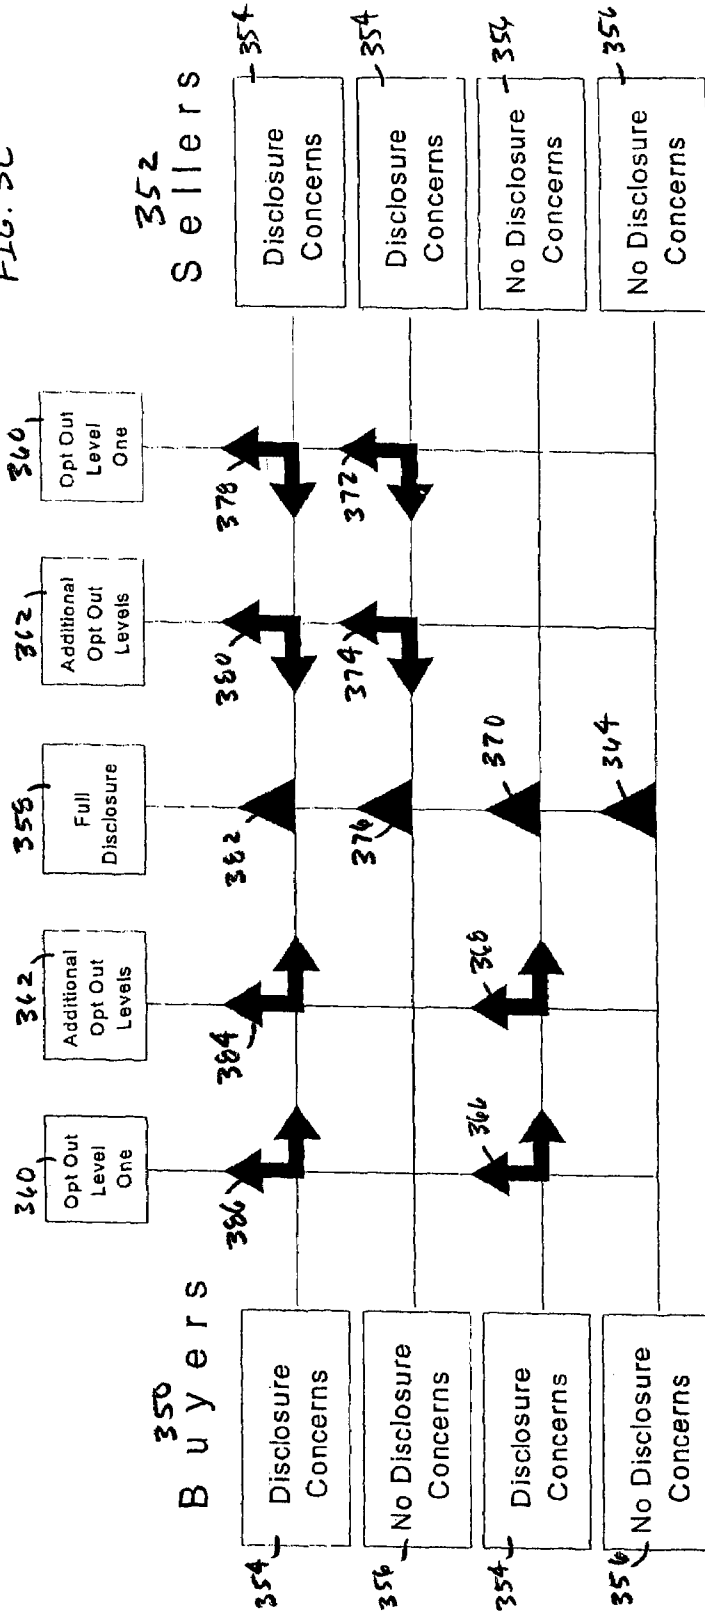 FIG. 3C
360
Opt Out
Level
One
362
Additional
Opt Out
Levels
358
Full
Disclosure
362
Additional
Opt Out
Levels
360
Opt Out
Level
One
350
Buyers
352
Sellers
354
Disclosure
Concerns
386
384
382
380
378
Disclosure
Concerns
354
356
No Disclosure
Concerns
376
374
372
Disclosure
Concerns
354
354
Disclosure
Concerns
366
368
370
No Disclosure
Concerns
356
356
No Disclosure
Concerns
364
No Disclosure
Concerns
356